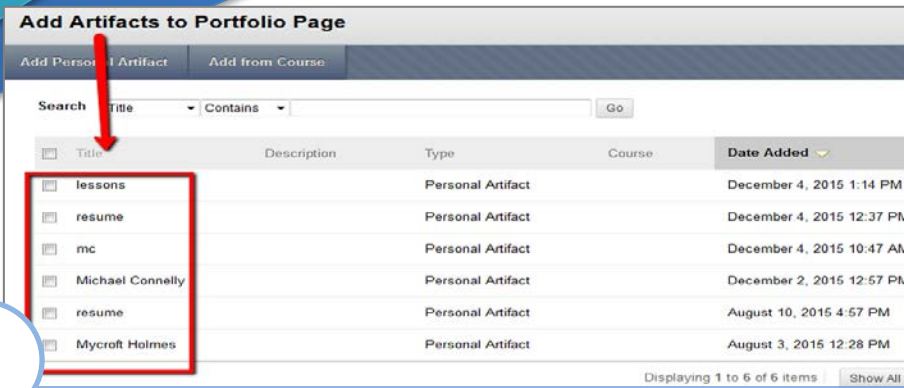 Add Artifacts to Portfolio Page
Add Personal Artifact Add from Course
Search Title Contains Go
Title Description Type Course Date Added
lessons Personal Artifact December 4, 2015 1:14 PM
resume Personal Artifact December 4, 2015 12:37 PM
mc Personal Artifact December 4, 2015 10:47 AM
Michael Connelly Personal Artifact December 2, 2015 12:57 PM
resume Personal Artifact August 10, 2015 4:57 PM
Mycroft Holmes Personal Artifact August 3, 2015 12:28 PM
Displaying 1 to 6 of 6 items Show All